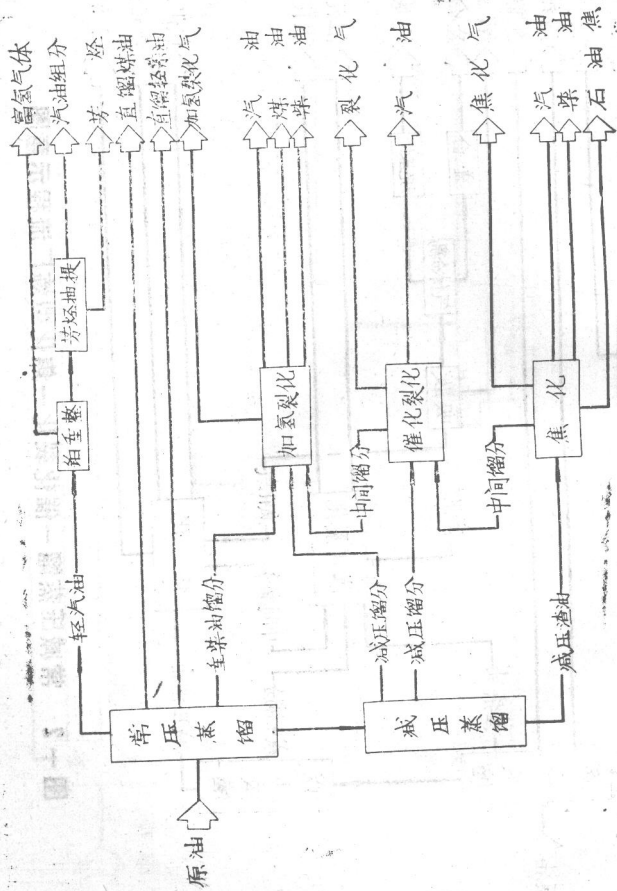 富氢气体
汽油组分
芳烃
直馏煤油
直馏轻柴油
加氢裂化气
汽油
煤油
柴油
裂化气
汽油
焦化气
汽油
柴油
石油焦
芳烃抽提
铂重整
加氢裂化
催化裂化
焦化
中间馏分
中间馏分
轻汽油
重柴油馏分
减压馏分
减压馏分
减压渣油
常压蒸馏
减压蒸馏
原油